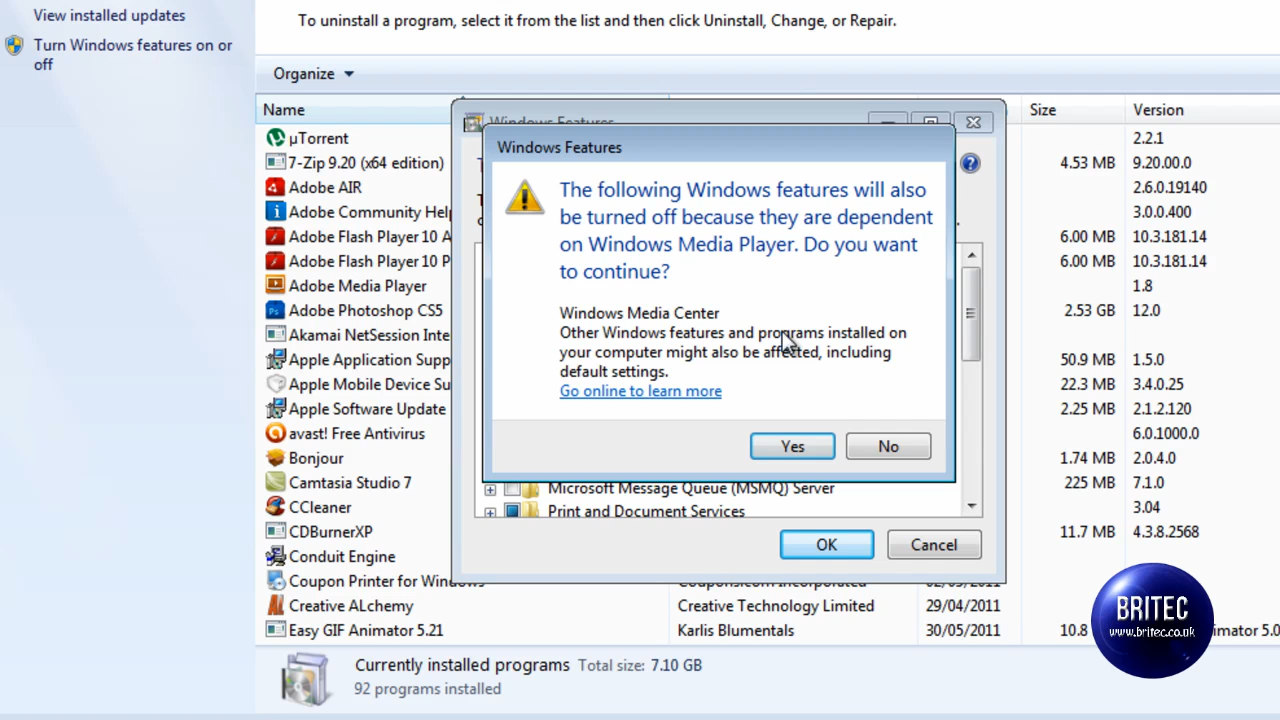 View installed updates
Turn Windows features on or
off
To uninstall a program, select it from the list and then click Uninstall, Change, or Repair.
Organize
Name Size Version
µTorrent 2.2.1
7-Zip 9.20 (x64 edition) 4.53 MB 9.20.00.0
Adobe AIR 2.6.0.19140
Adobe Community Help 3.0.0.400
Adobe Flash Player 10 A 6.00 MB 10.3.181.14
Adobe Flash Player 10 P 6.00 MB 10.3.181.14
Adobe Media Player 1.8
Adobe Photoshop CS5 2.53 GB 12.0
Akamai NetSession Inte
Apple Application Supp 50.9 MB 1.5.0
Apple Mobile Device Su 22.3 MB 3.4.0.25
Apple Software Update 2.25 MB 2.1.2.120
avast! Free Antivirus 6.0.1000.0
Bonjour 1.74 MB 2.0.4.0
Camtasia Studio 7 225 MB 7.1.0
CCleaner 3.04
CDBurnerXP 11.7 MB 4.3.8.2568
Conduit Engine
Coupon Printer for Windows Coupons.com Incorporated 02/05/2011
Creative ALchemy Creative Technology Limited 29/04/2011
Easy GIF Animator 5.21 Karlis Blumentals 30/05/2011 10.8 imator 5.0
Windows Features
Windows Features
The following Windows features will also
be turned off because they are dependent
on Windows Media Player. Do you want
to continue?
Windows Media Center
Other Windows features and programs installed on
your computer might also be affected, including
default settings.
Go online to learn more
Yes No
Microsoft Message Queue (MSMQ) Server
Print and Document Services
OK Cancel
Currently installed programs Total size: 7.10 GB
92 programs installed
BRITEC
www.britec.co.uk